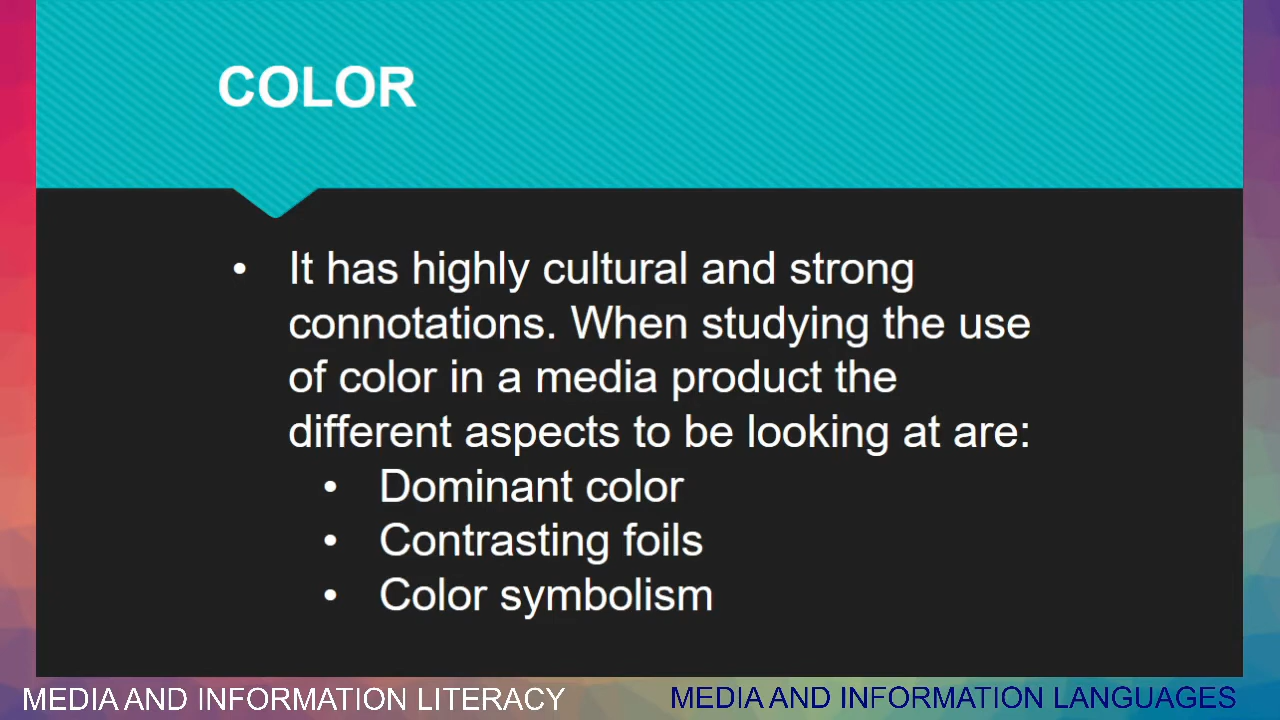 COLOR
• It has highly cultural and strong
connotations. When studying the use
of color in a media product the
different aspects to be looking at are:
• Dominant color
• Contrasting foils
• Color symbolism
MEDIA AND INFORMATION LITERACY
MEDIA AND INFORMATION LANGUAGES